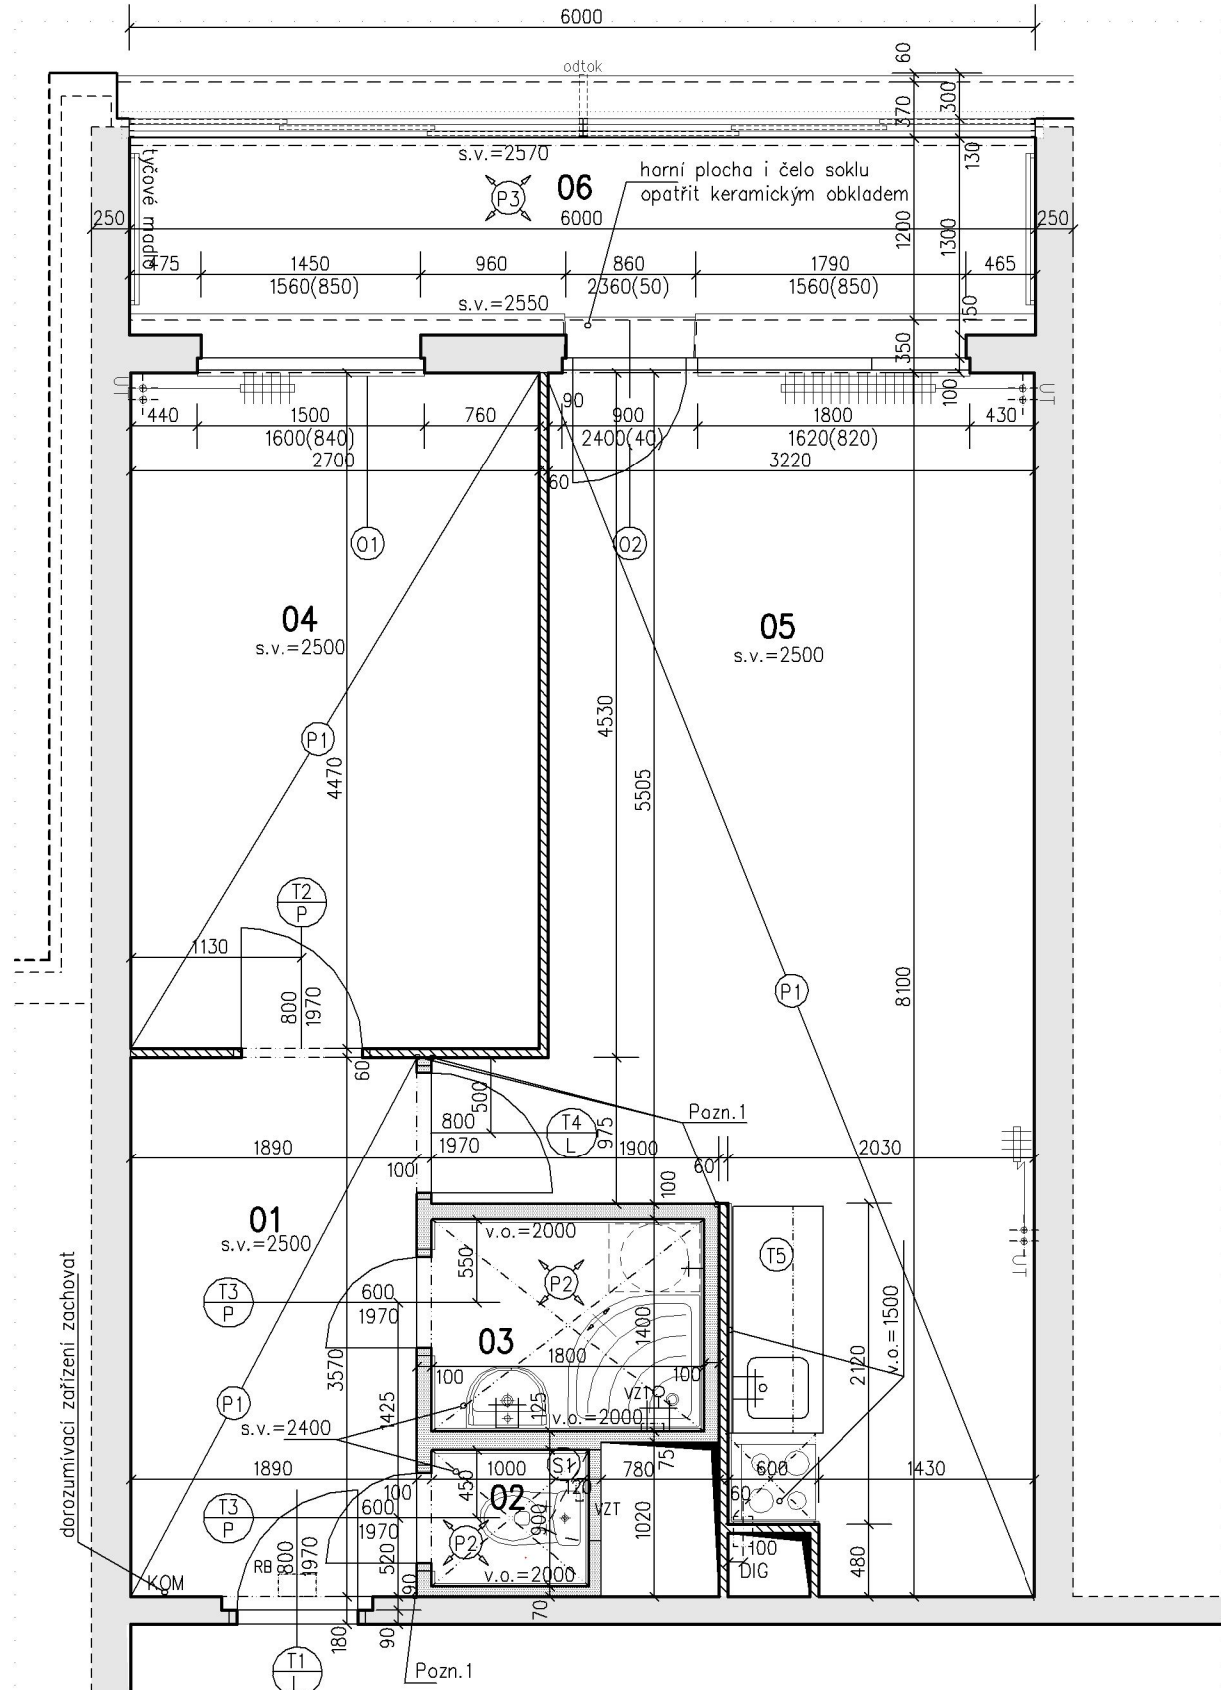 6000
odtok
60
370
300
s.v.=2570
130
tyčové madlo
P3
06
horní plocha i čelo soklu
opatřit keramickým obkladem
250
6000
1200
1300
250
475
1450
960
860
1790
465
1560(850)
2360(50)
1560(850)
s.v.=2550
150
350
UT
100
UT
90
440
1500
760
900
1800
430
1600(840)
2400(40)
1620(820)
2700
3220
60
O1
O2
04
s.v.=2500
05
s.v.=2500
4530
P1
4470
5505
T2
P
1130
8100
P1
800
1970
60
500
800
1970
T4
L
975
Pozn.1
1890
100
1900
60
2030
100
01
s.v.=2500
v.o.=2000
550
T5
UT
P2
T3
P
600
1970
03
1400
v.o.=1500
dorozumívací zařízení zachovat
3570
1800
2120
100
100
P1
1425
s.v.=2400
125
VZT
v.o.=2000
75
1890
1000
S1
780
600
1430
100
450
02
120
60
T3
P
600
1970
900
VZT
1020
P2
RB
800
1970
520
100
480
KOM
90
v.o.=2000
DIG
70
180
90
T1
L
Pozn.1